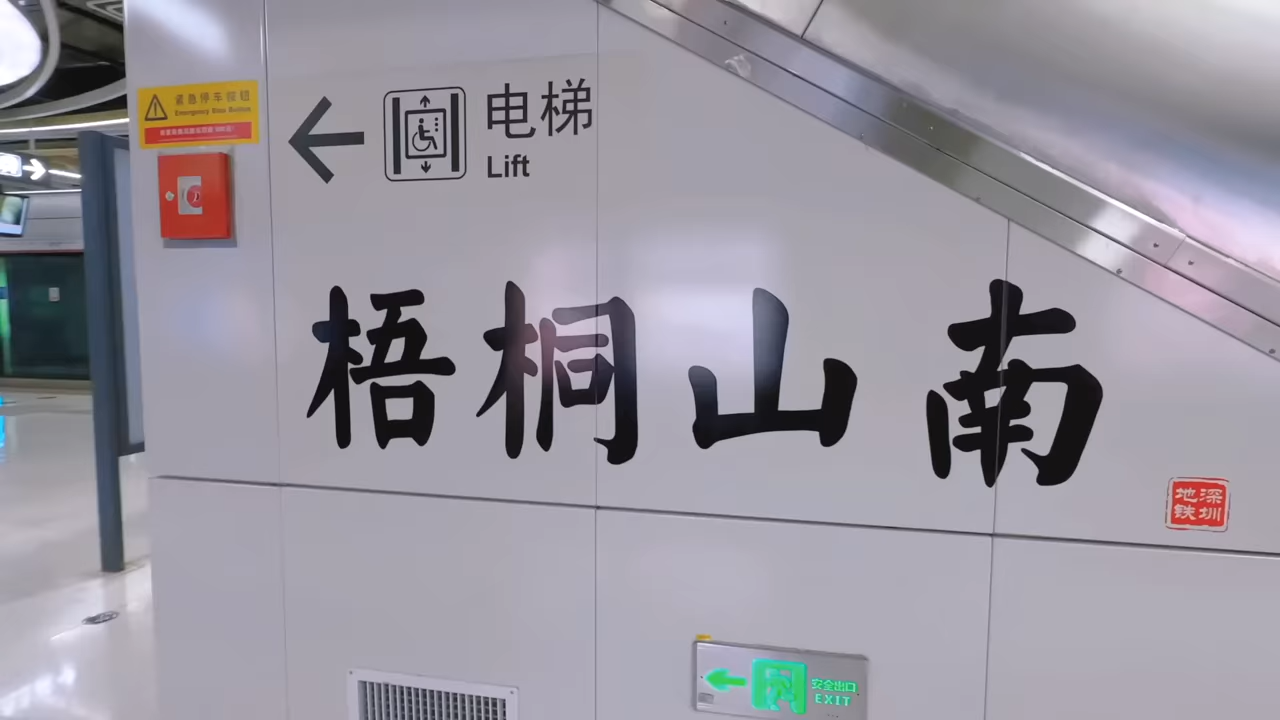 紧急停车按钮
Emergency Stop Button
电梯
Lift
梧桐山南
深圳
地铁
安全出口
EXIT